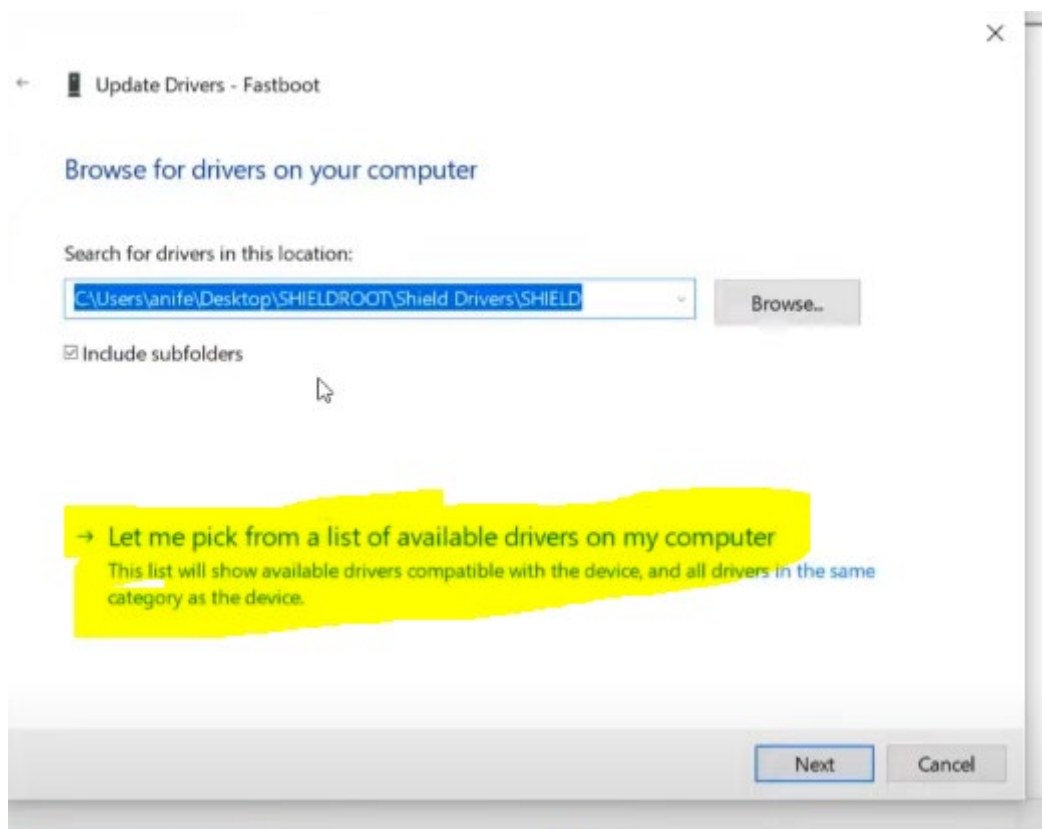 Update Drivers - Fastboot
Browse for drivers on your computer
Search for drivers in this location:
C:\Users\anife\Desktop\SHIELDROOT\Shield Drivers\SHIELD
Browse...
Include subfolders
Let me pick from a list of available drivers on my computer
This list will show available drivers compatible with the device, and all drivers in the same
category as the device.
Next
Cancel